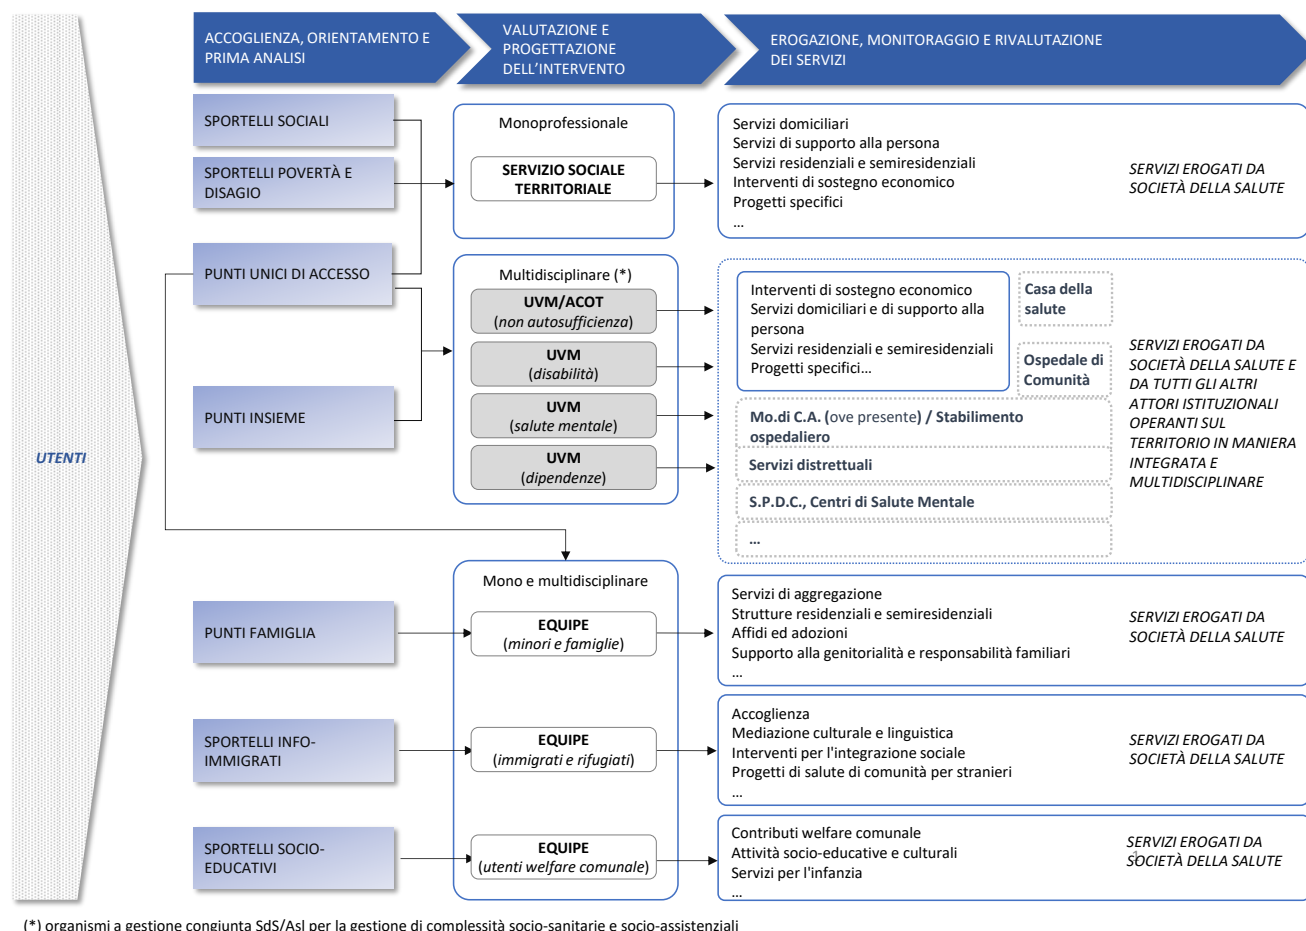 ACCOGLIENZA, ORIENTAMENTO E
PRIMA ANALISI
VALUTAZIONE E
PROGETTAZIONE
DELL'INTERVENTO
EROGAZIONE, MONITORAGGIO E RIVALUTAZIONE
DEI SERVIZI
UTENTI
SPORTELLI SOCIALI
SPORTELLI POVERTÀ E
DISAGIO
PUNTI UNICI DI ACCESSO
PUNTI INSIEME
PUNTI FAMIGLIA
SPORTELLI INFO-
IMMIGRATI
SPORTELLI SOCIO-
EDUCATIVI
Monoprofessionale
SERVIZIO SOCIALE
TERRITORIALE
Multidisciplinare (*)
UVM/ACOT
(non autosufficienza)
UVM
(disabilità)
UVM
(salute mentale)
UVM
(dipendenze)
Mono e multidisciplinare
EQUIPE
(minori e famiglie)
EQUIPE
(immigrati e rifugiati)
EQUIPE
(utenti welfare comunale)
Servizi domiciliari
Servizi di supporto alla persona
Servizi residenziali e semiresidenziali
Interventi di sostegno economico
Progetti specifici
…
SERVIZI EROGATI DA
SOCIETÀ DELLA SALUTE
Interventi di sostegno economico
Servizi domiciliari e di supporto alla
persona
Servizi residenziali e semiresidenziali
Progetti specifici…
Casa della
salute
Ospedale di
Comunità
Mo.di C.A. (ove presente) / Stabilimento
ospedaliero
Servizi distrettuali
S.P.D.C., Centri di Salute Mentale
…
SERVIZI EROGATI DA
SOCIETÀ DELLA SALUTE E
DA TUTTI GLI ALTRI
ATTORI ISTITUZIONALI
OPERANTI SUL
TERRITORIO IN MANIERA
INTEGRATA E
MULTIDISCIPLINARE
Servizi di aggregazione
Strutture residenziali e semiresidenziali
Affidi ed adozioni
Supporto alla genitorialità e responsabilità familiari
…
SERVIZI EROGATI DA
SOCIETÀ DELLA SALUTE
Accoglienza
Mediazione culturale e linguistica
Interventi per l'integrazione sociale
Progetti di salute di comunità per stranieri
…
SERVIZI EROGATI DA
SOCIETÀ DELLA SALUTE
Contributi welfare comunale
Attività socio-educative e culturali
Servizi per l'infanzia
…
SERVIZI EROGATI DA
SOCIETÀ DELLA SALUTE
(*) organismi a gestione congiunta SdS/Asl per la gestione di complessità socio-sanitarie e socio-assistenziali